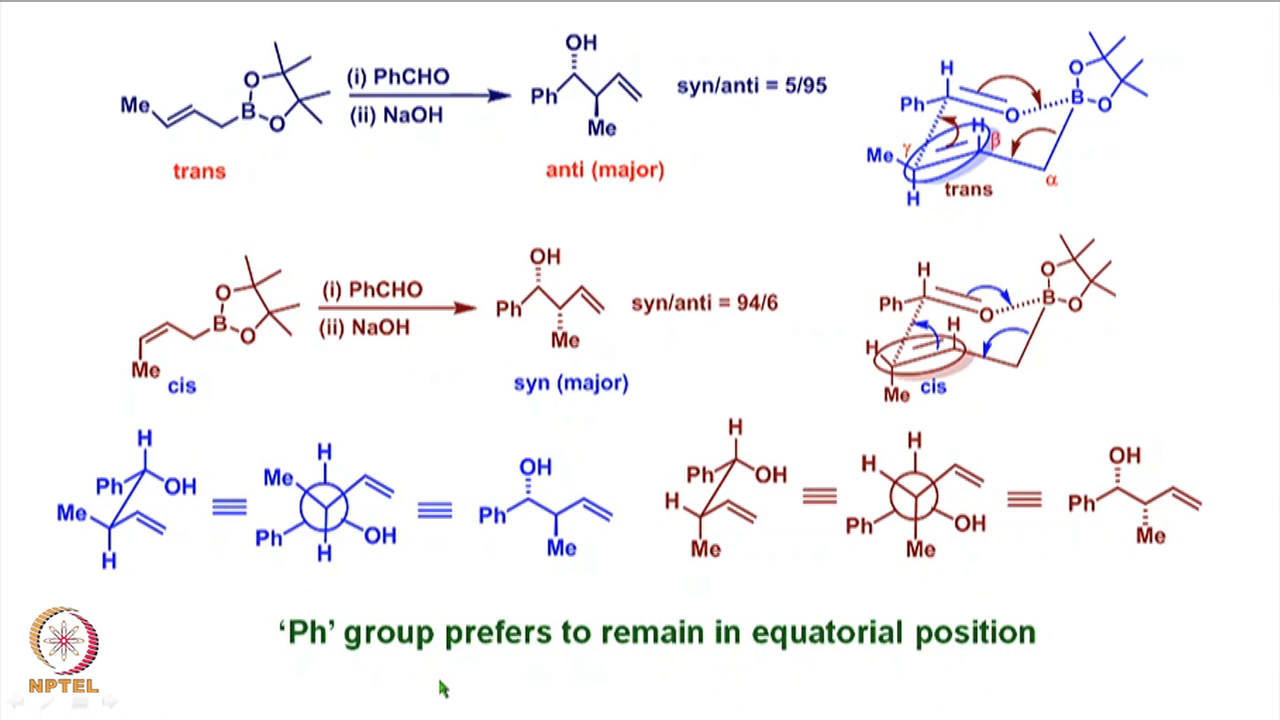 Me
O
B
O
trans
(i) PhCHO
(ii) NaOH
OH
Ph
Me
anti (major)
syn/anti = 5/95
H
Ph
O
B
O
O
H
β
Me
γ
H
trans
α
O
B
O
Me
cis
(i) PhCHO
(ii) NaOH
OH
Ph
Me
syn (major)
syn/anti = 94/6
H
Ph
O
B
O
O
H
H
Me
cis
H
Ph
OH
Me
H
H
Me
Ph
OH
H
OH
Ph
Me
H
Ph
OH
H
Me
H
H
Ph
OH
Me
OH
Ph
Me
‘Ph’ group prefers to remain in equatorial position
NPTEL